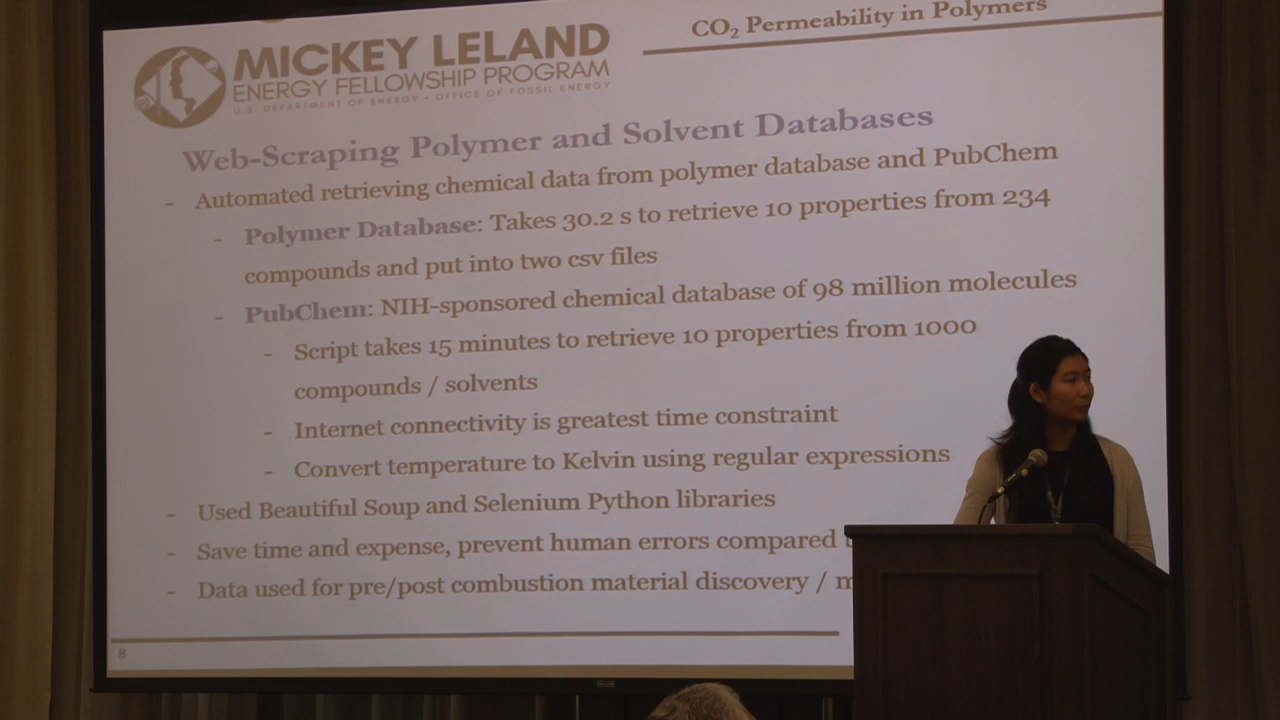 CO₂ Permeability in Polymers
MICKEY LELAND
ENERGY FELLOWSHIP PROGRAM
U.S. DEPARTMENT OF ENERGY • OFFICE OF FOSSIL ENERGY
Web-Scraping Polymer and Solvent Databases
- Automated retrieving chemical data from polymer database and PubChem
- Polymer Database: Takes 30.2 s to retrieve 10 properties from 234
compounds and put into two csv files
- PubChem: NIH-sponsored chemical database of 98 million molecules
- Script takes 15 minutes to retrieve 10 properties from 1000
compounds / solvents
- Internet connectivity is greatest time constraint
- Convert temperature to Kelvin using regular expressions
- Used Beautiful Soup and Selenium Python libraries
- Save time and expense, prevent human errors compared
- Data used for pre/post combustion material discovery /
8